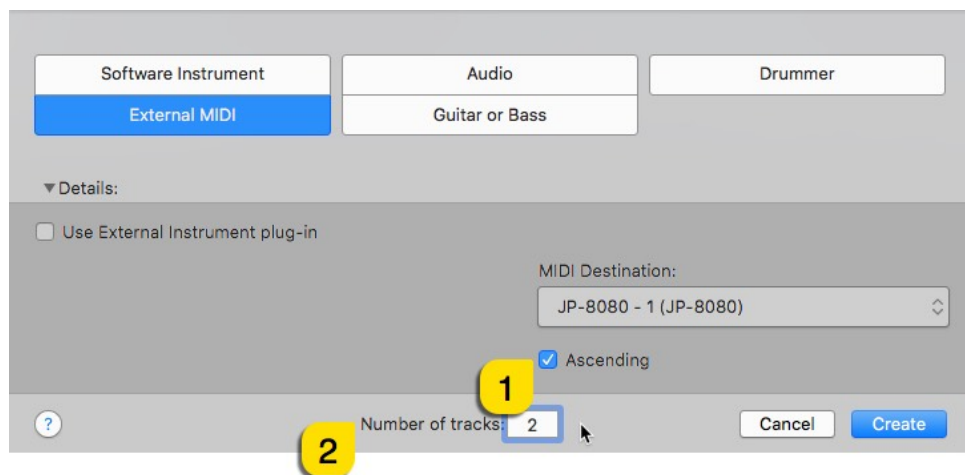 Software Instrument
Audio
Drummer
External MIDI
Guitar or Bass
▼Details:
Use External Instrument plug-in
MIDI Destination:
JP-8080 - 1 (JP-8080)
Ascending
1
?
Number of tracks: 2
Cancel
Create
2